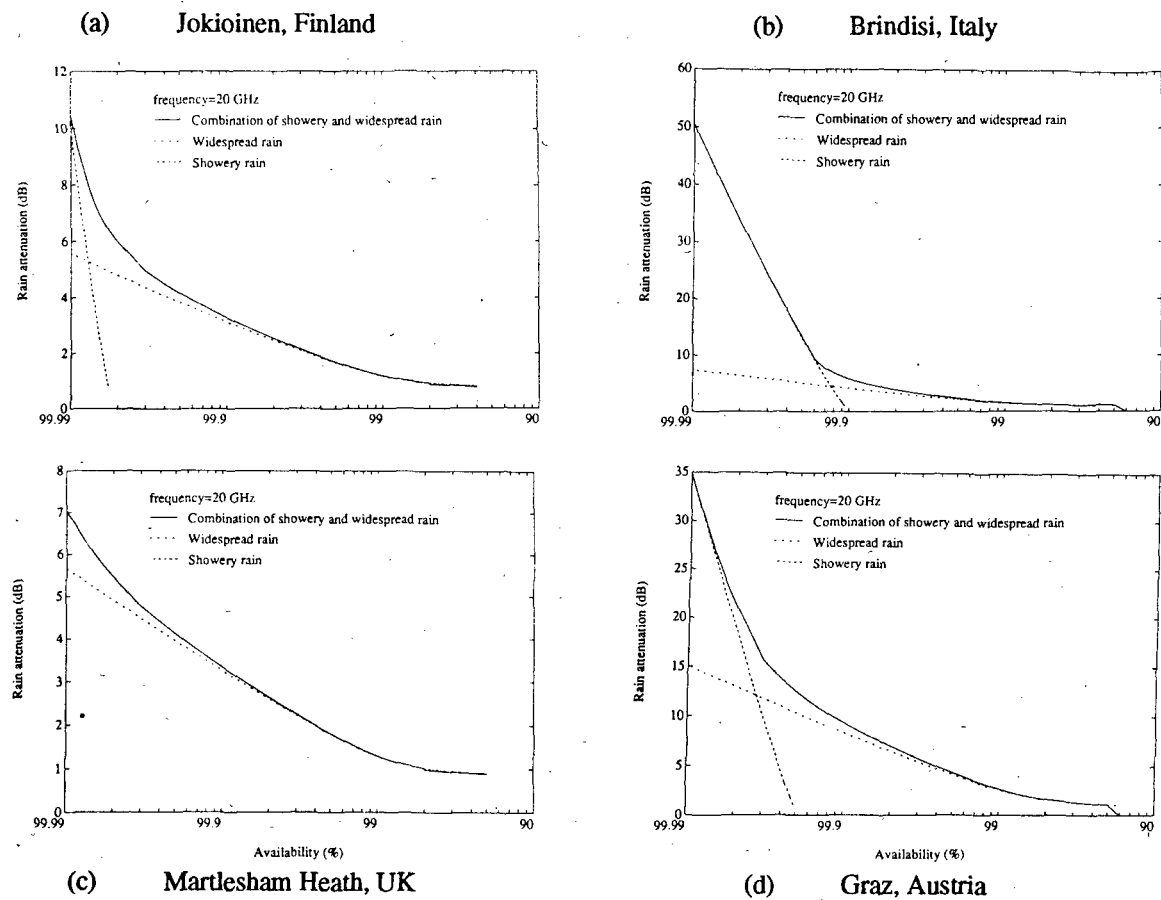 (a) Jokioinen, Finland
12
10
8
6
4
2
0
Rain attenuation (dB)
frequency=20 GHz
Combination of showery and widespread rain
Widespread rain
Showery rain
99.99 99.9 99 90
(b) Brindisi, Italy
60
50
40
30
20
10
0
Rain attenuation (dB)
frequency=20 GHz
Combination of showery and widespread rain
Widespread rain
Showery rain
99.99 99.9 99 90
8
7
6
5
4
3
2
1
0
Rain attenuation (dB)
frequency=20 GHz
Combination of showery and widespread rain
Widespread rain
Showery rain
99.99 99.9 99 90
Availability (%)
(c) Martlesham Heath, UK
35
30
25
20
15
10
5
0
Rain attenuation (dB)
frequency=20 GHz
Combination of showery and widespread rain
Widespread rain
Showery rain
99.99 99.9 99 90
Availability (%)
(d) Graz, Austria